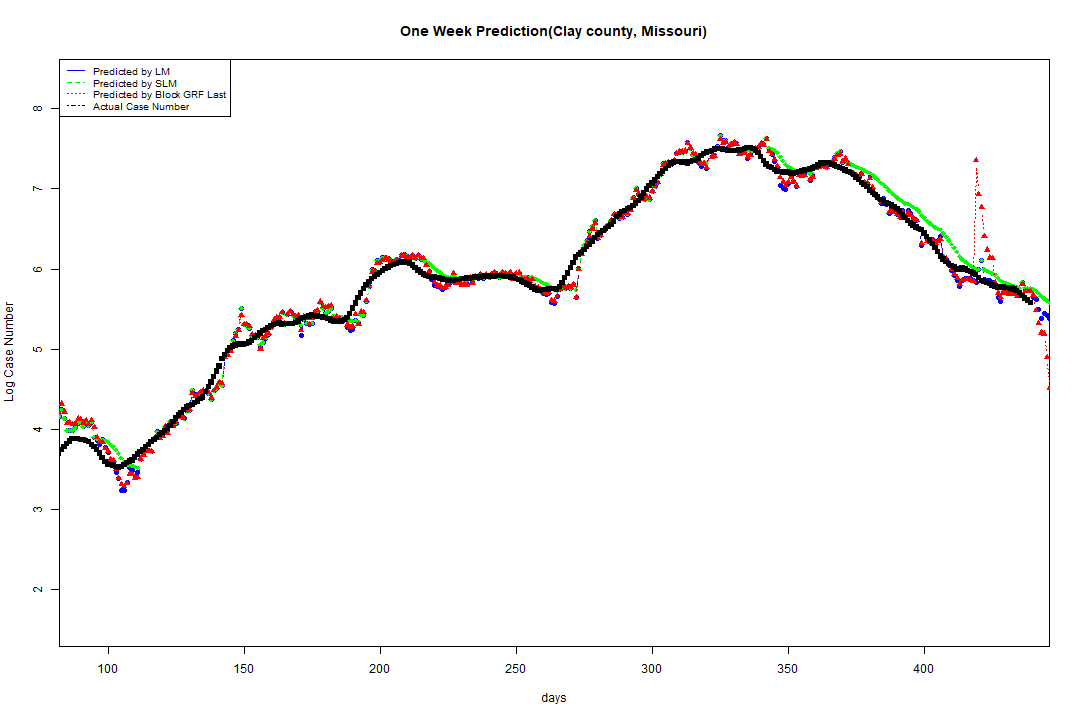 One Week Prediction(Clay county, Missouri)
Predicted by LM
Predicted by SLM
Predicted by Block GRF Last
Actual Case Number
8
7
6
5
4
3
2
Log Case Number
100 150 200 250 300 350 400
days